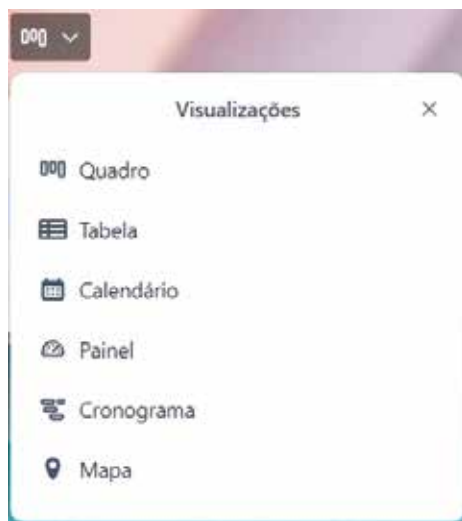 Visualizações
Quadro
Tabela
Calendário
Painel
Cronograma
Mapa